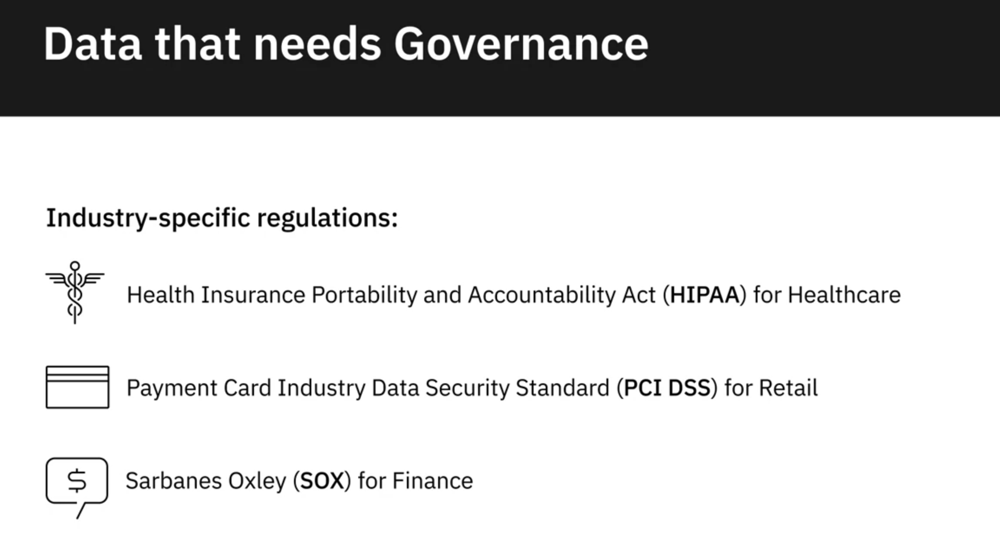 Data that needs Governance
Industry-specific regulations:
Health Insurance Portability and Accountability Act (HIPAA) for Healthcare
Payment Card Industry Data Security Standard (PCI DSS) for Retail
$
Sarbanes Oxley (SOX) for Finance